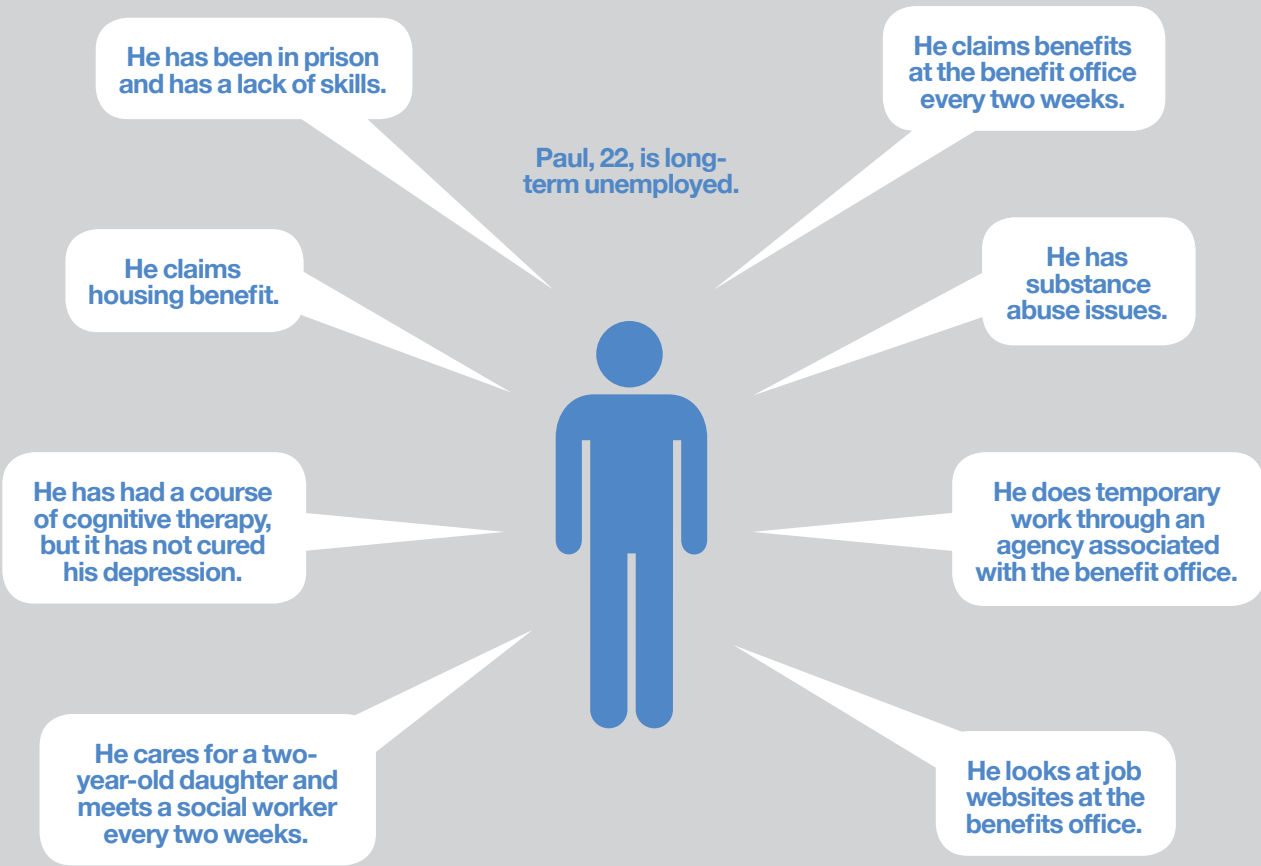 He has been in prison
and has a lack of skills.
He claims benefits
at the benefit office
every two weeks.
Paul, 22, is long-
term unemployed.
He claims
housing benefit.
He has
substance
abuse issues.
He has had a course
of cognitive therapy,
but it has not cured
his depression.
He does temporary
work through an
agency associated
with the benefit office.
He cares for a two-
year-old daughter and
meets a social worker
every two weeks.
He looks at job
websites at the
benefits office.